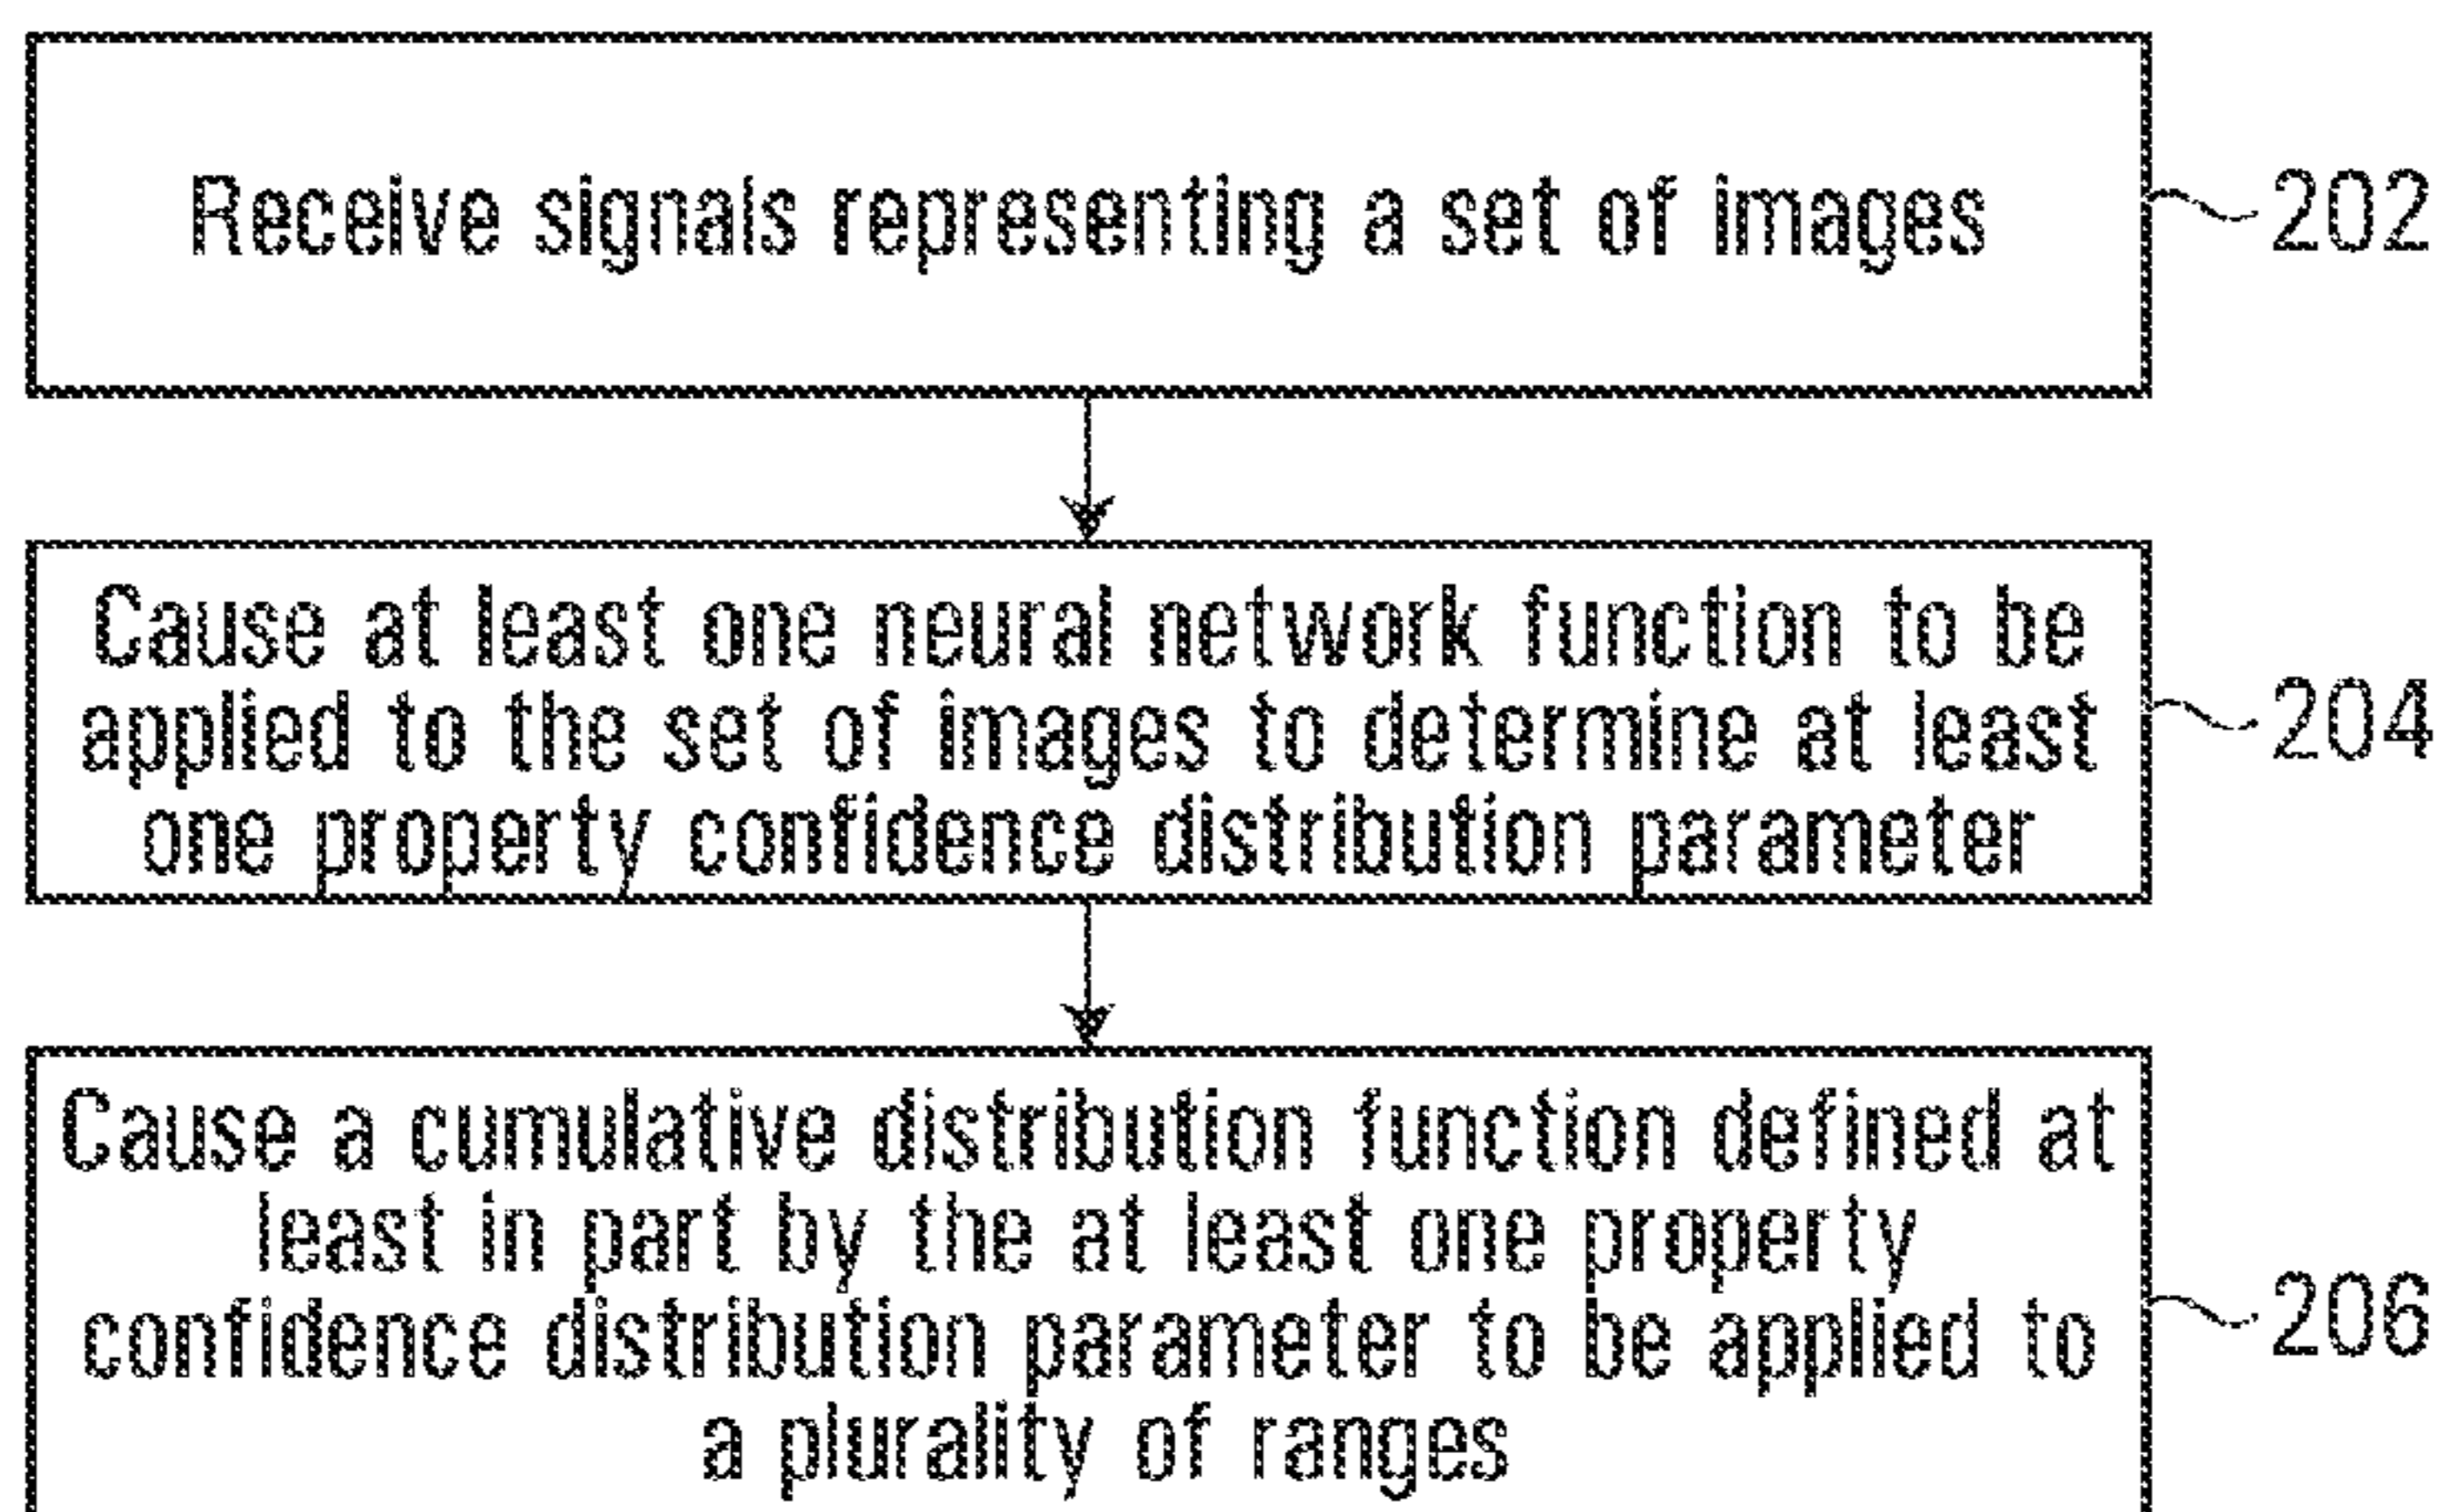 Receive signals representing a set of images
202
Cause at least one neural network function to be
applied to the set of images to determine at least
one property confidence distribution parameter
204
Cause a cumulative distribution function defined at
least in part by the at least one property
confidence distribution parameter to be applied to
a plurality of ranges
206